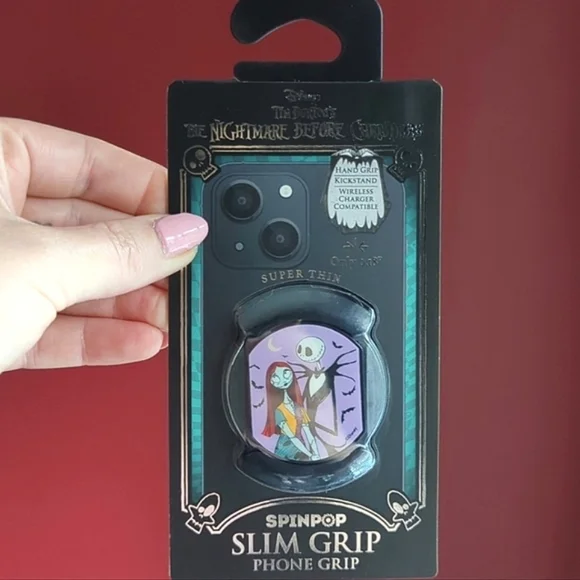 Disney
Tim Burton's
THE NIGHTMARE BEFORE CHRISTMAS
HAND GRIP
KICKSTAND
WIRELESS
CHARGER
COMPATIBLE
SUPER THIN
SPINPOP
SLIM GRIP
PHONE GRIP